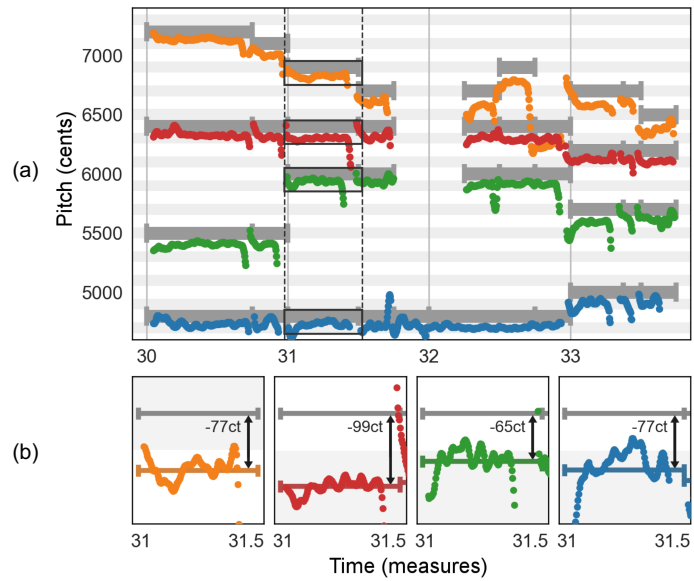 (a)
Pitch (cents)
7000
6500
6000
5500
5000
30 31 32 33
(b)
-77ct -99ct -65ct -77ct
31 31.5 31 31.5 31 31.5 31 31.5
Time (measures)